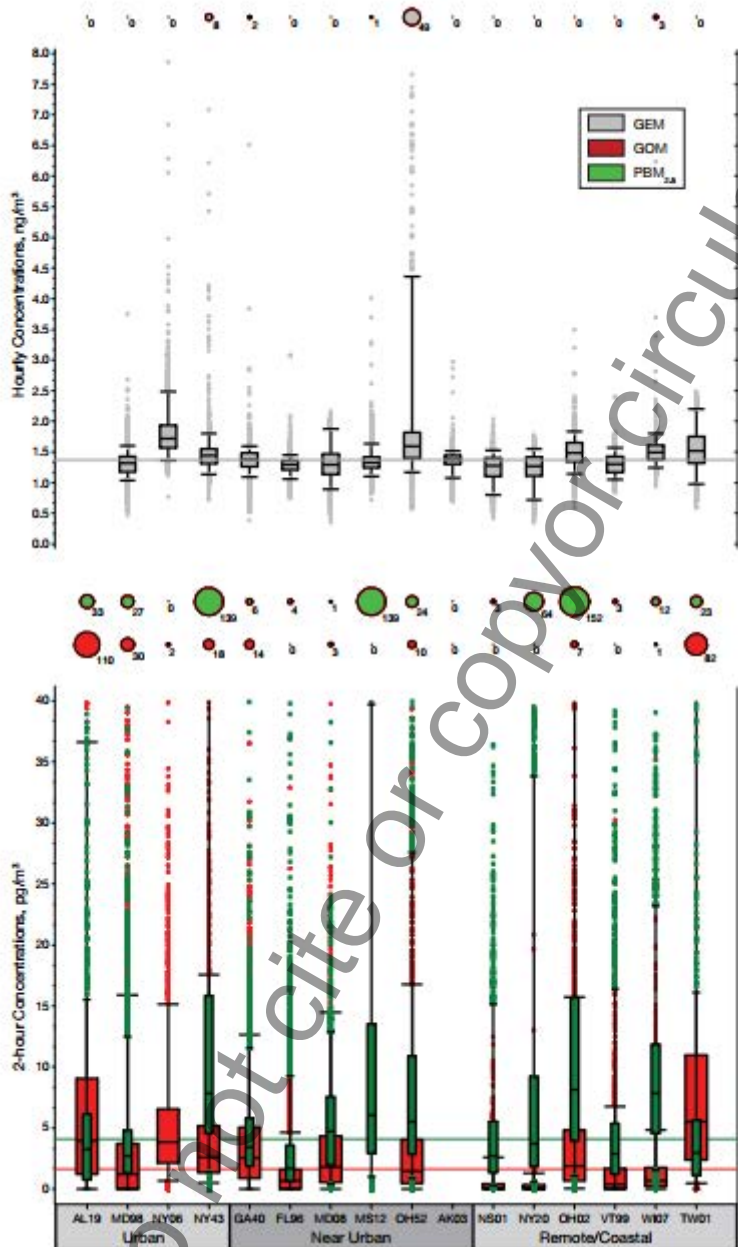 0 0 0 8 2 0 0 1 49 0 0 0 0 0 3 0
8.0
7.5
7.0
6.5
6.0
5.5
5.0
4.5
4.0
3.5
3.0
2.5
2.0
1.5
1.0
0.5
0.0
Hourly Concentrations, ng/m³
GEM
GOM
PBM2.5
33 27 0 139 6 4 1 139 24 0 64 152 3 12 23
110 30 2 18 14 0 3 0 10 0 0 0 7 0 1 82
40
35
30
25
20
15
10
5
0
2-hour Concentrations, pg/m³
AL19 MD98 NY06 NY43 GA40 FL96 MD08 MS12 OH52 AK03 NS01 NY20 OH02 VT99 WI07 TW01
Urban Near Urban Remote/Coastal
not cite or copy or circul